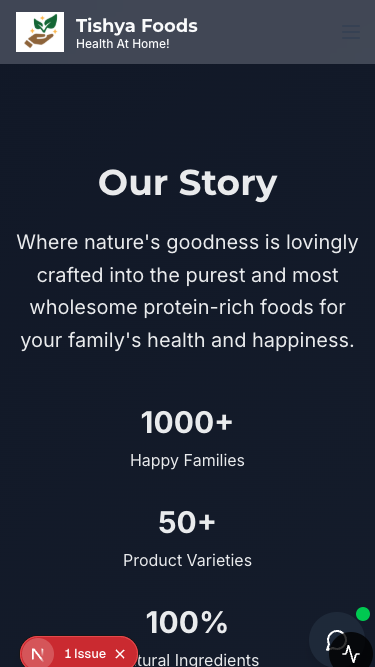 Tishya Foods
Health At Home!
Our Story
Where nature's goodness is lovingly
crafted into the purest and most
wholesome protein-rich foods for
your family's health and happiness.
1000+
Happy Families
50+
Product Varieties
100%
tural Ingredients
N 1 Issue ×